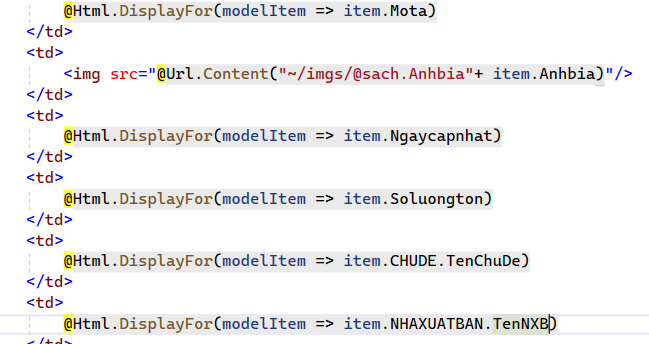 @Html.DisplayFor(modelItem => item.Mota)
</td>
<td>
<img src="@Url.Content("~/imgs/@sach.Anhbia"+ item.Anhbia)"/>
</td>
<td>
@Html.DisplayFor(modelItem => item.Ngaycapnhat)
</td>
<td>
@Html.DisplayFor(modelItem => item.Soluongton)
</td>
<td>
@Html.DisplayFor(modelItem => item.CHUDE.TenChuDe)
</td>
<td>
@Html.DisplayFor(modelItem => item.NHAXUATBAN.TenNXB)
</td>